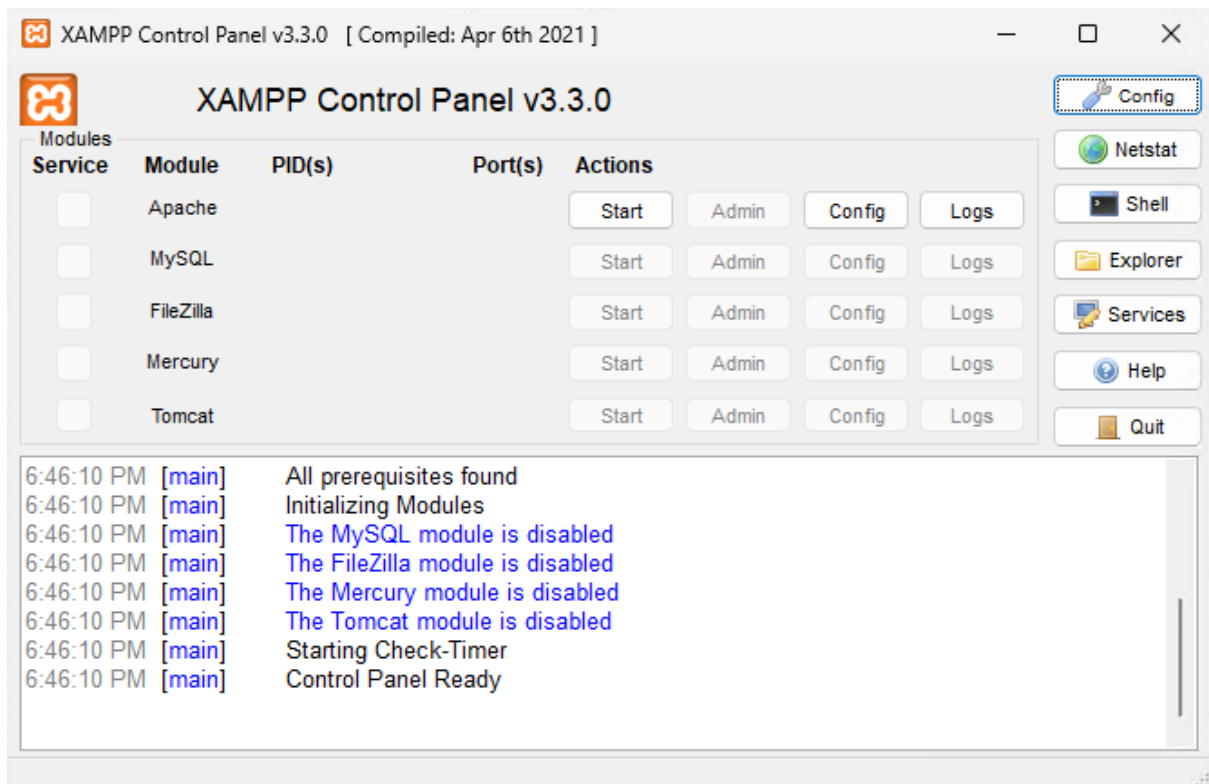 XAMPP Control Panel v3.3.0 [ Compiled: Apr 6th 2021 ]
XAMPP Control Panel v3.3.0
Config
Modules
Netstat
Service Module PID(s) Port(s) Actions
Apache Start Admin Config Logs
Shell
MySQL Start Admin Config Logs
Explorer
FileZilla Start Admin Config Logs
Services
Mercury Start Admin Config Logs
Help
Tomcat Start Admin Config Logs
Quit
6:46:10 PM [main] All prerequisites found
6:46:10 PM [main] Initializing Modules
6:46:10 PM [main] The MySQL module is disabled
6:46:10 PM [main] The FileZilla module is disabled
6:46:10 PM [main] The Mercury module is disabled
6:46:10 PM [main] The Tomcat module is disabled
6:46:10 PM [main] Starting Check-Timer
6:46:10 PM [main] Control Panel Ready